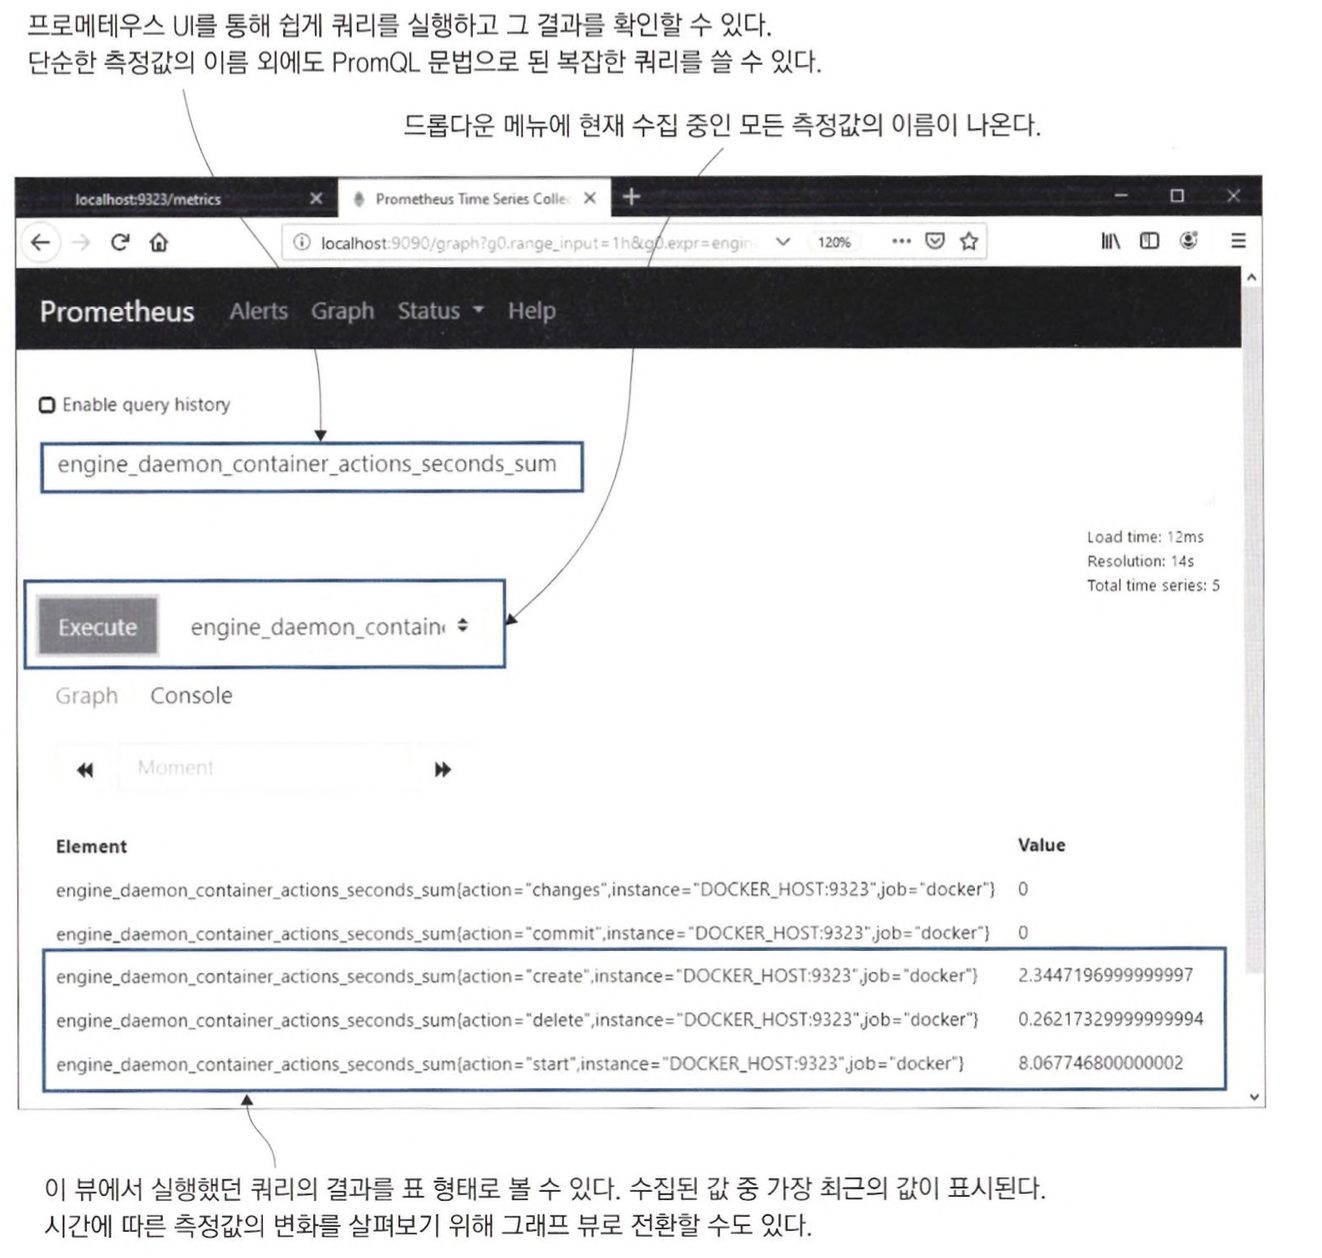 프로메테우스 UI를 통해 쉽게 쿼리를 실행하고 그 결과를 확인할 수 있다.
단순한 측정값의 이름 외에도 PromQL 문법으로 된 복잡한 쿼리를 쓸 수 있다.
드롭다운 메뉴에 현재 수집 중인 모든 측정값의 이름이 나온다.
localhost:9323/metrics
Prometheus Time Series Collec
localhost:9090/graph?g0.range_input=1h&g0.expr=engin
120%
Prometheus Alerts Graph Status Help
Enable query history
engine_daemon_container_actions_seconds_sum
Load time: 12ms
Resolution: 14s
Total time series: 5
Execute engine_daemon_contain
Graph Console
Moment
Element Value
engine_daemon_container_actions_seconds_sum{action="changes",instance="DOCKER_HOST:9323",job="docker"} 0
engine_daemon_container_actions_seconds_sum{action="commit",instance="DOCKER_HOST:9323",job="docker"} 0
engine_daemon_container_actions_seconds_sum{action="create",instance="DOCKER_HOST:9323",job="docker"} 2.3447196999999997
engine_daemon_container_actions_seconds_sum{action="delete",instance="DOCKER_HOST:9323",job="docker"} 0.26217329999999994
engine_daemon_container_actions_seconds_sum{action="start",instance="DOCKER_HOST:9323",job="docker"} 8.067746800000002
이 뷰에서 실행했던 쿼리의 결과를 표 형태로 볼 수 있다. 수집된 값 중 가장 최근의 값이 표시된다.
시간에 따른 측정값의 변화를 살펴보기 위해 그래프 뷰로 전환할 수도 있다.